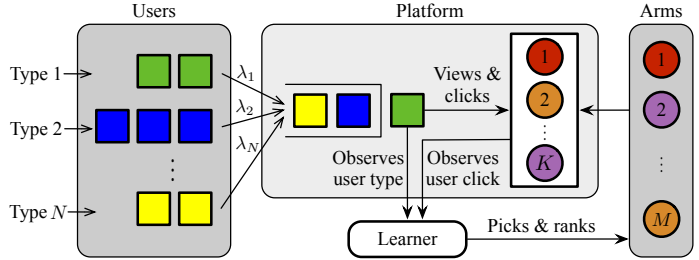 Users
Platform
Arms
Type 1
Type 2
⋮
Type N
λ1
λ2
λN
Views &
clicks
1
2
⋮
K
1
2
⋮
M
Observes
user type
Observes
user click
Learner
Picks & ranks